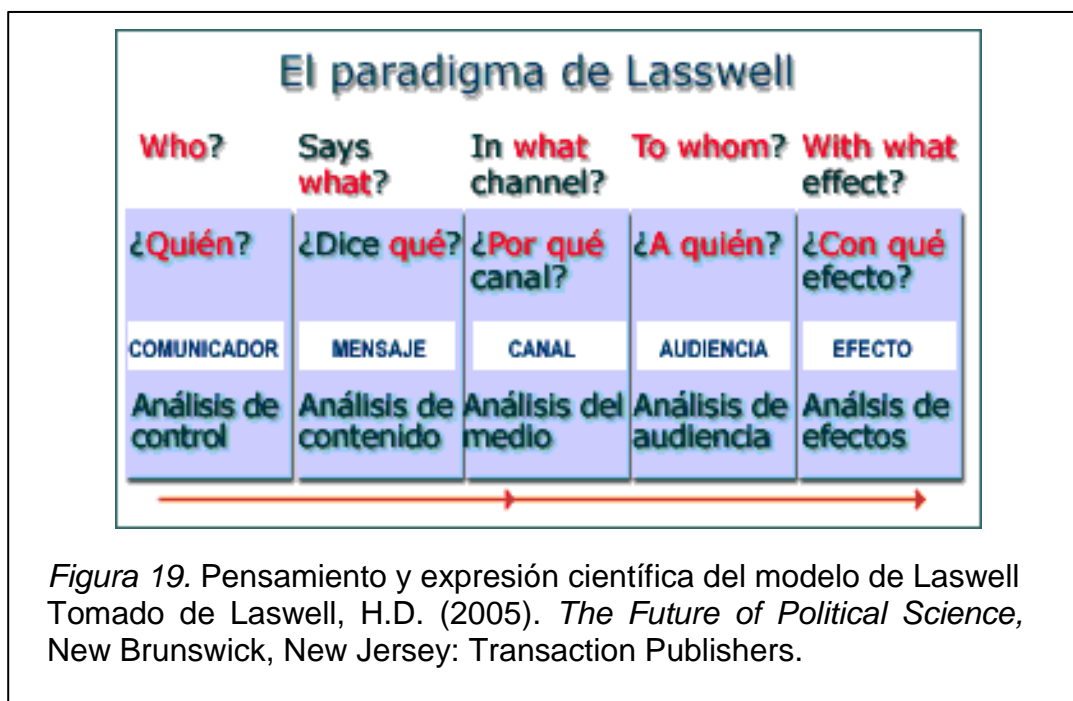 El paradigma de Lasswell
Who?
Says
what?
In what
channel?
To whom?
With what
effect?
¿Quién?
¿Dice qué?
¿Por qué
canal?
¿A quién?
¿Con qué
efecto?
COMUNICADOR
MENSAJE
CANAL
AUDIENCIA
EFECTO
Análisis de
control
Análisis de
contenido
Análisis del
medio
Análisis de
audiencia
Análsis de
efectos
Figura 19. Pensamiento y expresión científica del modelo de Laswell
Tomado de Laswell, H.D. (2005). The Future of Political Science,
New Brunswick, New Jersey: Transaction Publishers.